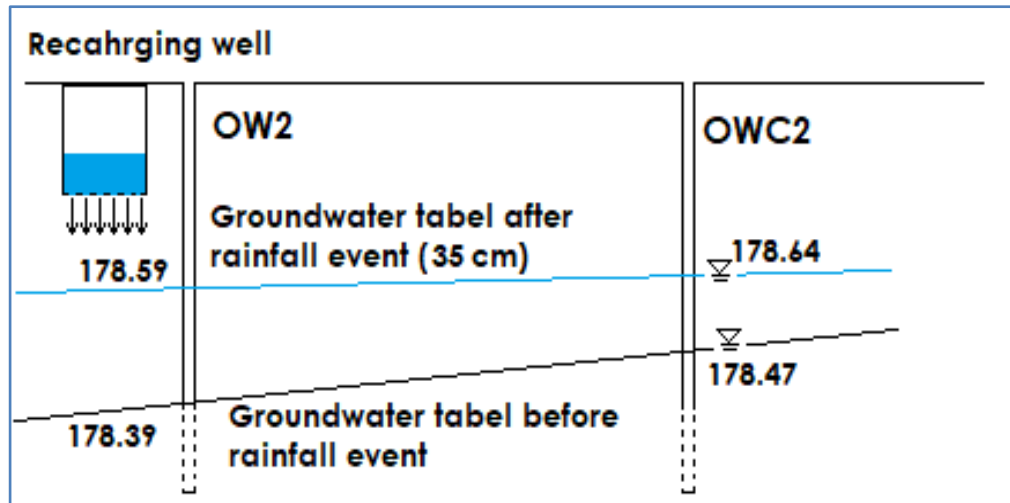 Recahrging well
OW2
OWC2
Groundwater tabel after
rainfall event (35 cm)
178.59
178.64
178.47
178.39
Groundwater tabel before
rainfall event